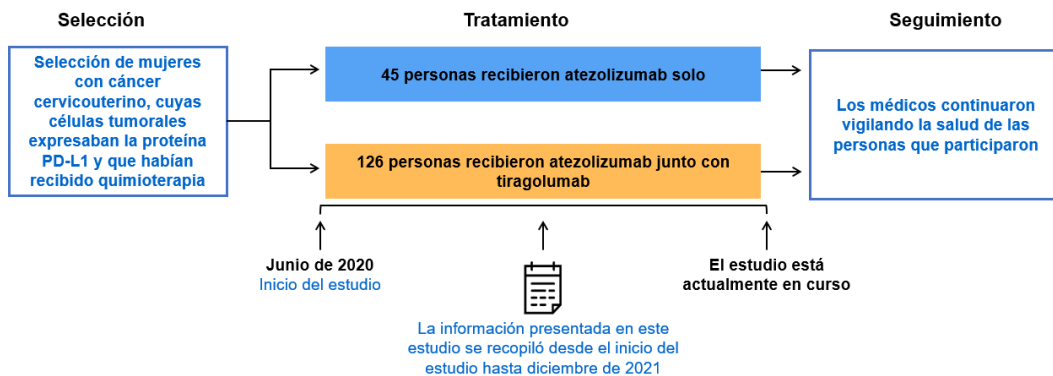 Selección
Tratamiento
Seguimiento
Selección de mujeres
con cáncer
cervicouterino, cuyas
células tumorales
expresaban la proteína
PD-L1 y que habían
recibido quimioterapia
45 personas recibieron atezolizumab solo
126 personas recibieron atezolizumab junto con
tiragolumab
Los médicos continuaron
vigilando la salud de las
personas que participaron
Junio de 2020
Inicio del estudio
La información presentada en este
estudio se recopiló desde el inicio del
estudio hasta diciembre de 2021
El estudio está
actualmente en curso